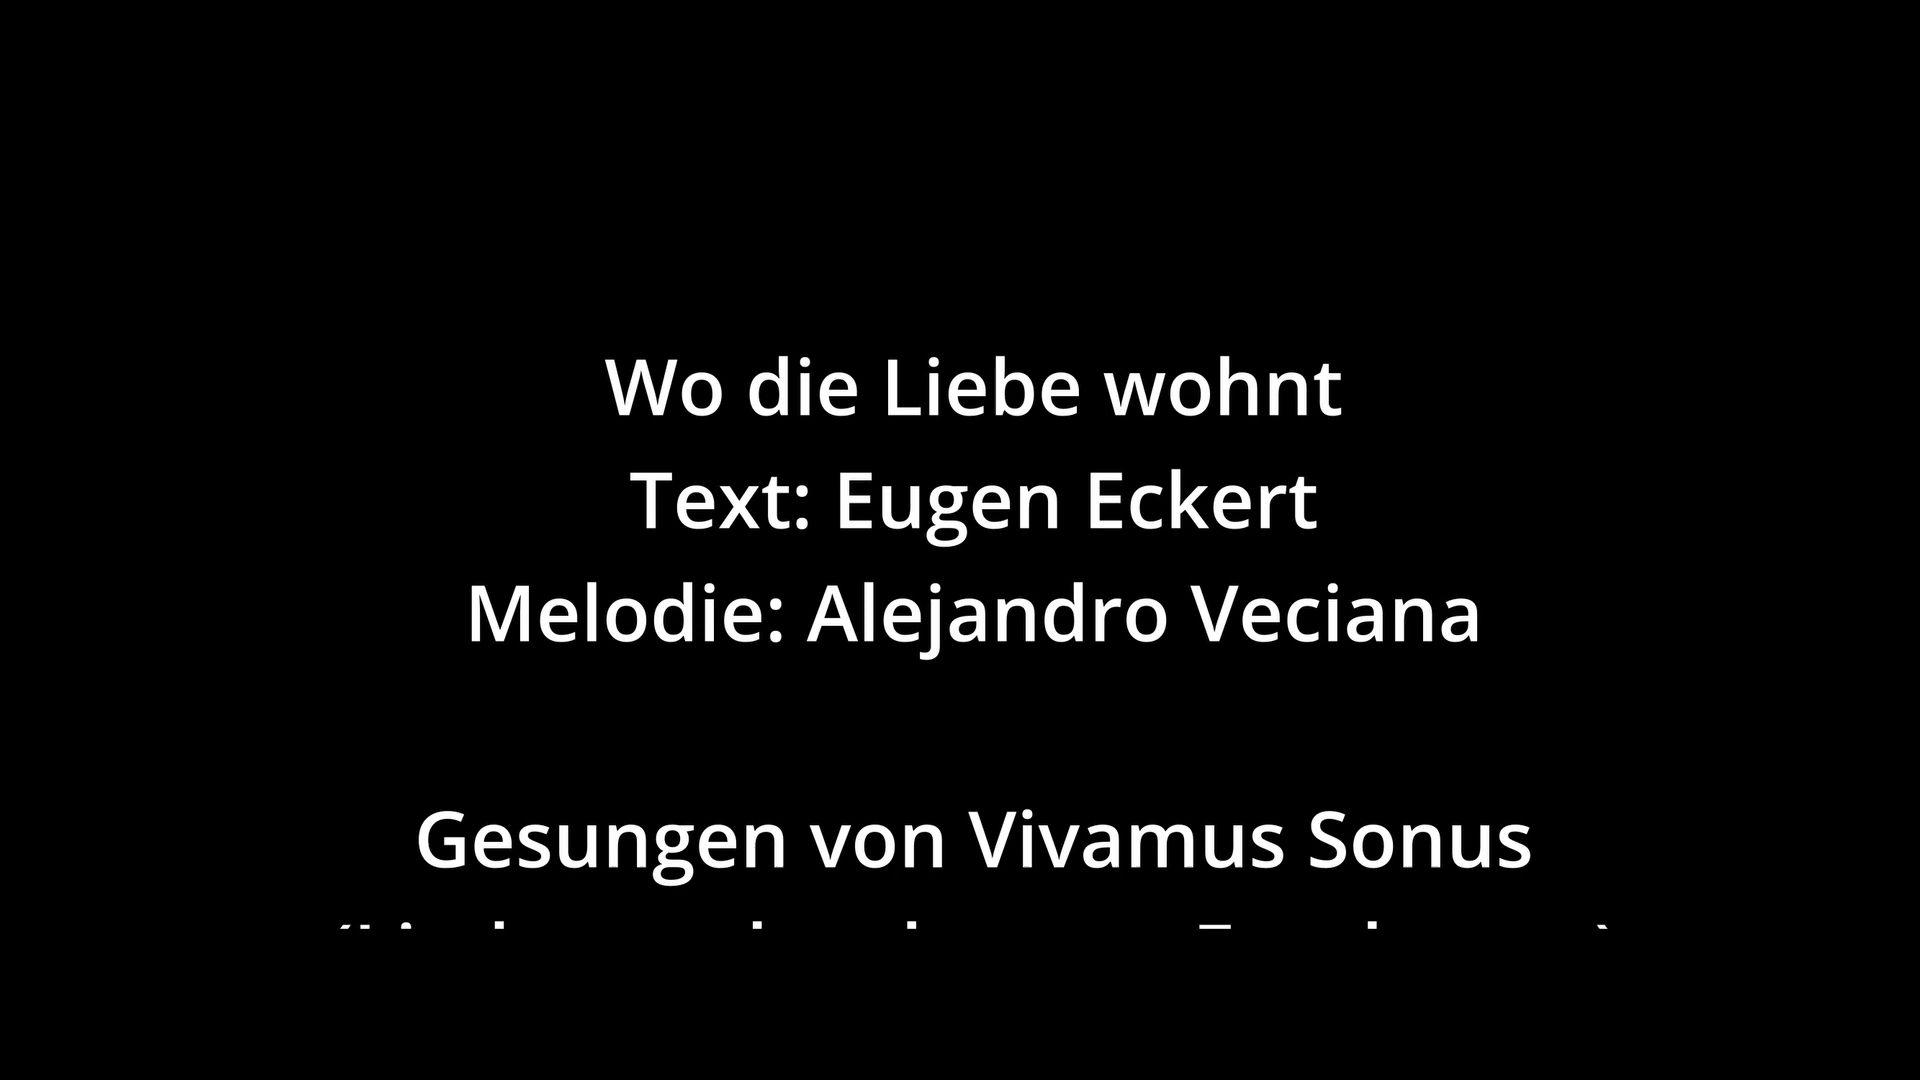 Wo die Liebe wohnt
Text: Eugen Eckert
Melodie: Alejandro Veciana
Gesungen von Vivamus Sonus